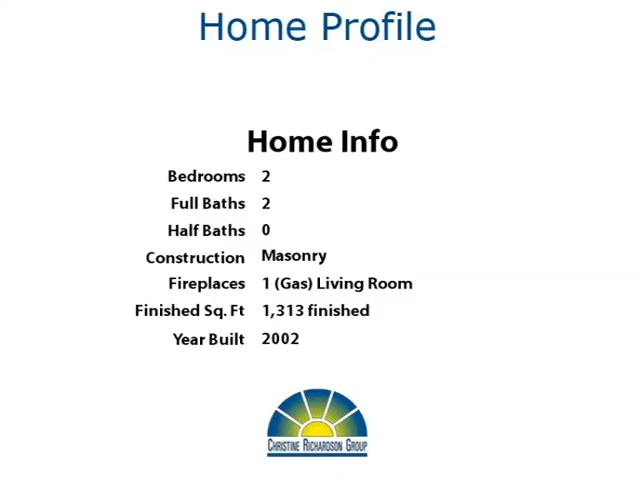 Home Profile
Home Info
Bedrooms 2
Full Baths 2
Half Baths 0
Construction Masonry
Fireplaces 1 (Gas) Living Room
Finished Sq. Ft 1,313 finished
Year Built 2002
CHRISTINE RICHARDSON GROUP